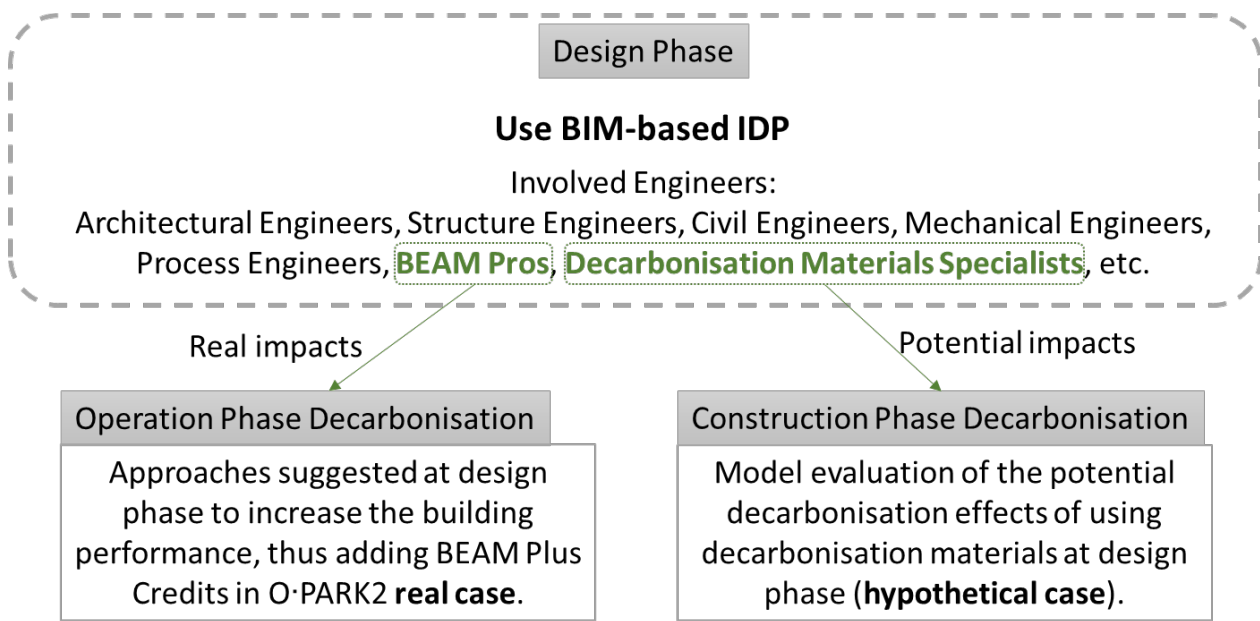 Design Phase
Use BIM-based IDP
Involved Engineers:
Architectural Engineers, Structure Engineers, Civil Engineers, Mechanical Engineers,
Process Engineers, BEAM Pros, Decarbonisation Materials Specialists, etc.
Real impacts
Potential impacts
Operation Phase Decarbonisation
Approaches suggested at design
phase to increase the building
performance, thus adding BEAM Plus
Credits in O·PARK2 real case.
Construction Phase Decarbonisation
Model evaluation of the potential
decarbonisation effects of using
decarbonisation materials at design
phase (hypothetical case).